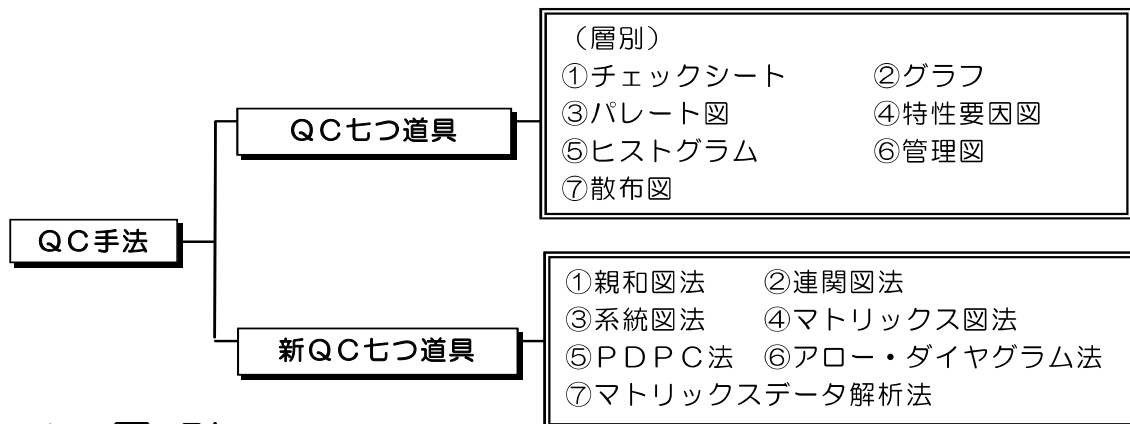 QC手法
QC七つ道具
（層別）
①チェックシート ②グラフ
③パレート図 ④特性要因図
⑤ヒストグラム ⑥管理図
⑦散布図
新QC七つ道具
①親和図法 ②連関図法
③系統図法 ④マトリックス図法
⑤PDPC法 ⑥アロー・ダイヤグラム法
⑦マトリックスデータ解析法